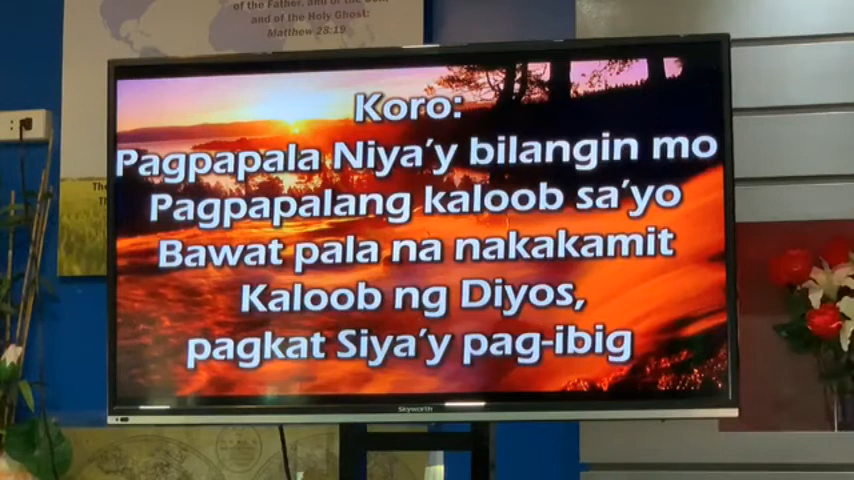 of the Father, and of the Son,
and of the Holy Ghost:
Matthew 28:19
Koro:
Pagpapala Niya'y bilangin mo
Pagpapalang kaloob sa'yo
Bawat pala na nakakamit
Kaloob ng Diyos,
pagkat Siya'y pag-ibig
Skyworth